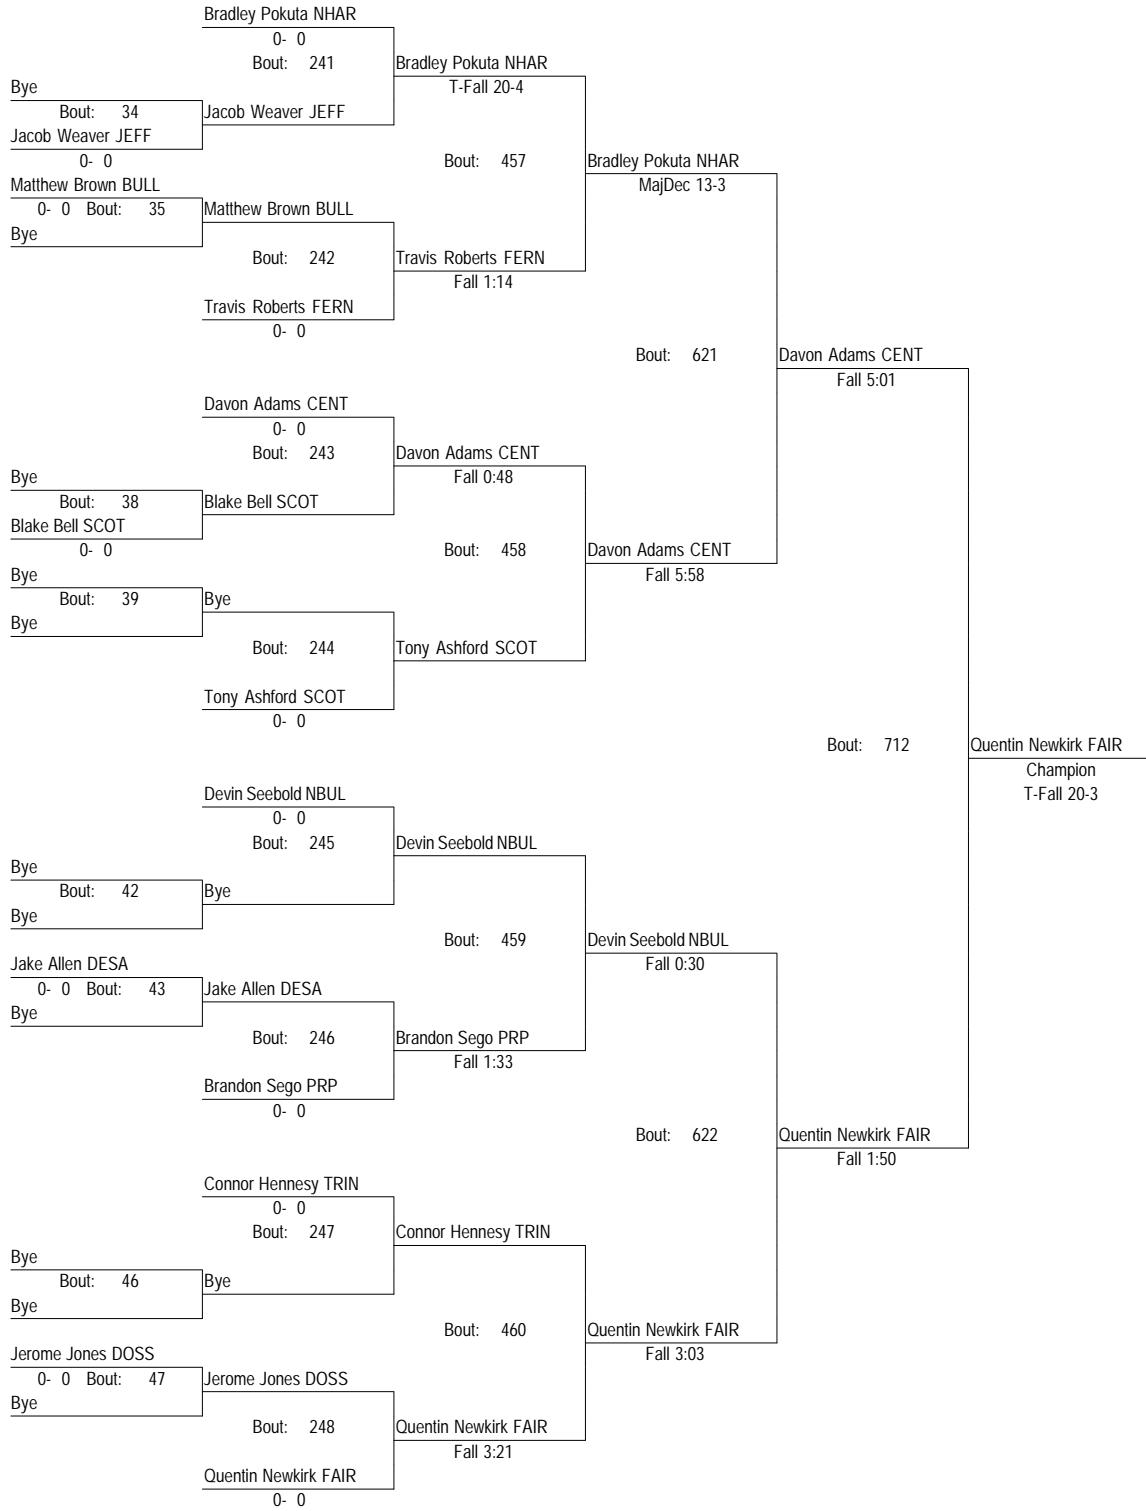 Bradley Pokuta NHAR
0- 0
Bout: 241
Bradley Pokuta NHAR
T-Fall 20-4
Bye
Bout: 34
Jacob Weaver JEFF
Jacob Weaver JEFF
0- 0
Bout: 457
Bradley Pokuta NHAR
MajDec 13-3
Matthew Brown BULL
0- 0 Bout: 35
Matthew Brown BULL
Bye
Bout: 242
Travis Roberts FERN
Fall 1:14
Travis Roberts FERN
0- 0
Bout: 621
Davon Adams CENT
Fall 5:01
Davon Adams CENT
0- 0
Bout: 243
Davon Adams CENT
Fall 0:48
Bye
Bout: 38
Blake Bell SCOT
Blake Bell SCOT
0- 0
Bout: 458
Davon Adams CENT
Fall 5:58
Bye
Bout: 39
Bye
Bye
Bout: 244
Tony Ashford SCOT
Tony Ashford SCOT
0- 0
Bout: 712
Quentin Newkirk FAIR
Champion
T-Fall 20-3
Devin Seebold NBUL
0- 0
Bout: 245
Devin Seebold NBUL
Bye
Bout: 42
Bye
Bye
Bout: 459
Devin Seebold NBUL
Fall 0:30
Jake Allen DESA
0- 0 Bout: 43
Jake Allen DESA
Bye
Bout: 246
Brandon Sego PRP
Fall 1:33
Brandon Sego PRP
0- 0
Bout: 622
Quentin Newkirk FAIR
Fall 1:50
Connor Hennesy TRIN
0- 0
Bout: 247
Connor Hennesy TRIN
Bye
Bout: 46
Bye
Bye
Bout: 460
Quentin Newkirk FAIR
Fall 3:03
Jerome Jones DOSS
0- 0 Bout: 47
Jerome Jones DOSS
Bye
Bout: 248
Quentin Newkirk FAIR
Fall 3:21
Quentin Newkirk FAIR
0- 0